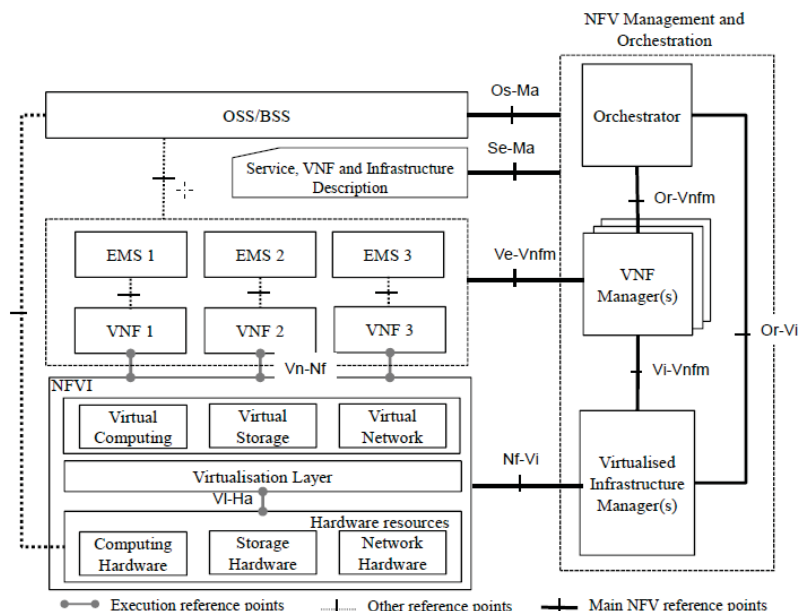 NFV Management and
Orchestration
Os-Ma
OSS/BSS
Orchestrator
Se-Ma
Service, VNF and Infrastructure
Description
Or-Vnfm
EMS 1
EMS 2
EMS 3
Ve-Vnfm
VNF
Manager(s)
VNF 1
VNF 2
VNF 3
Or-Vi
Vn-Nf
Vi-Vnfm
NFVI
Virtual
Computing
Virtual
Storage
Virtual
Network
Nf-Vi
Virtualised
Infrastructure
Manager(s)
Virtualisation Layer
Vl-Ha
Hardware resources
Computing
Hardware
Storage
Hardware
Network
Hardware
Execution reference points
Other reference points
Main NFV reference points